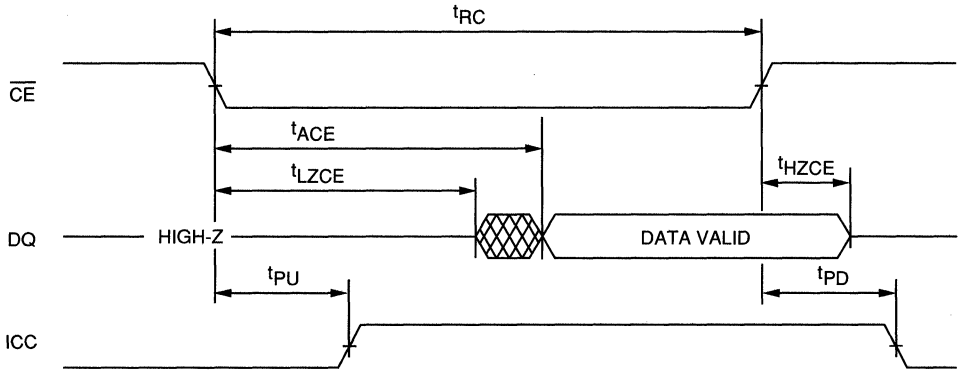 tRC
CE
tACE
tLZCE
tHZCE
DQ
HIGH-Z
DATA VALID
tPU
tPD
ICC